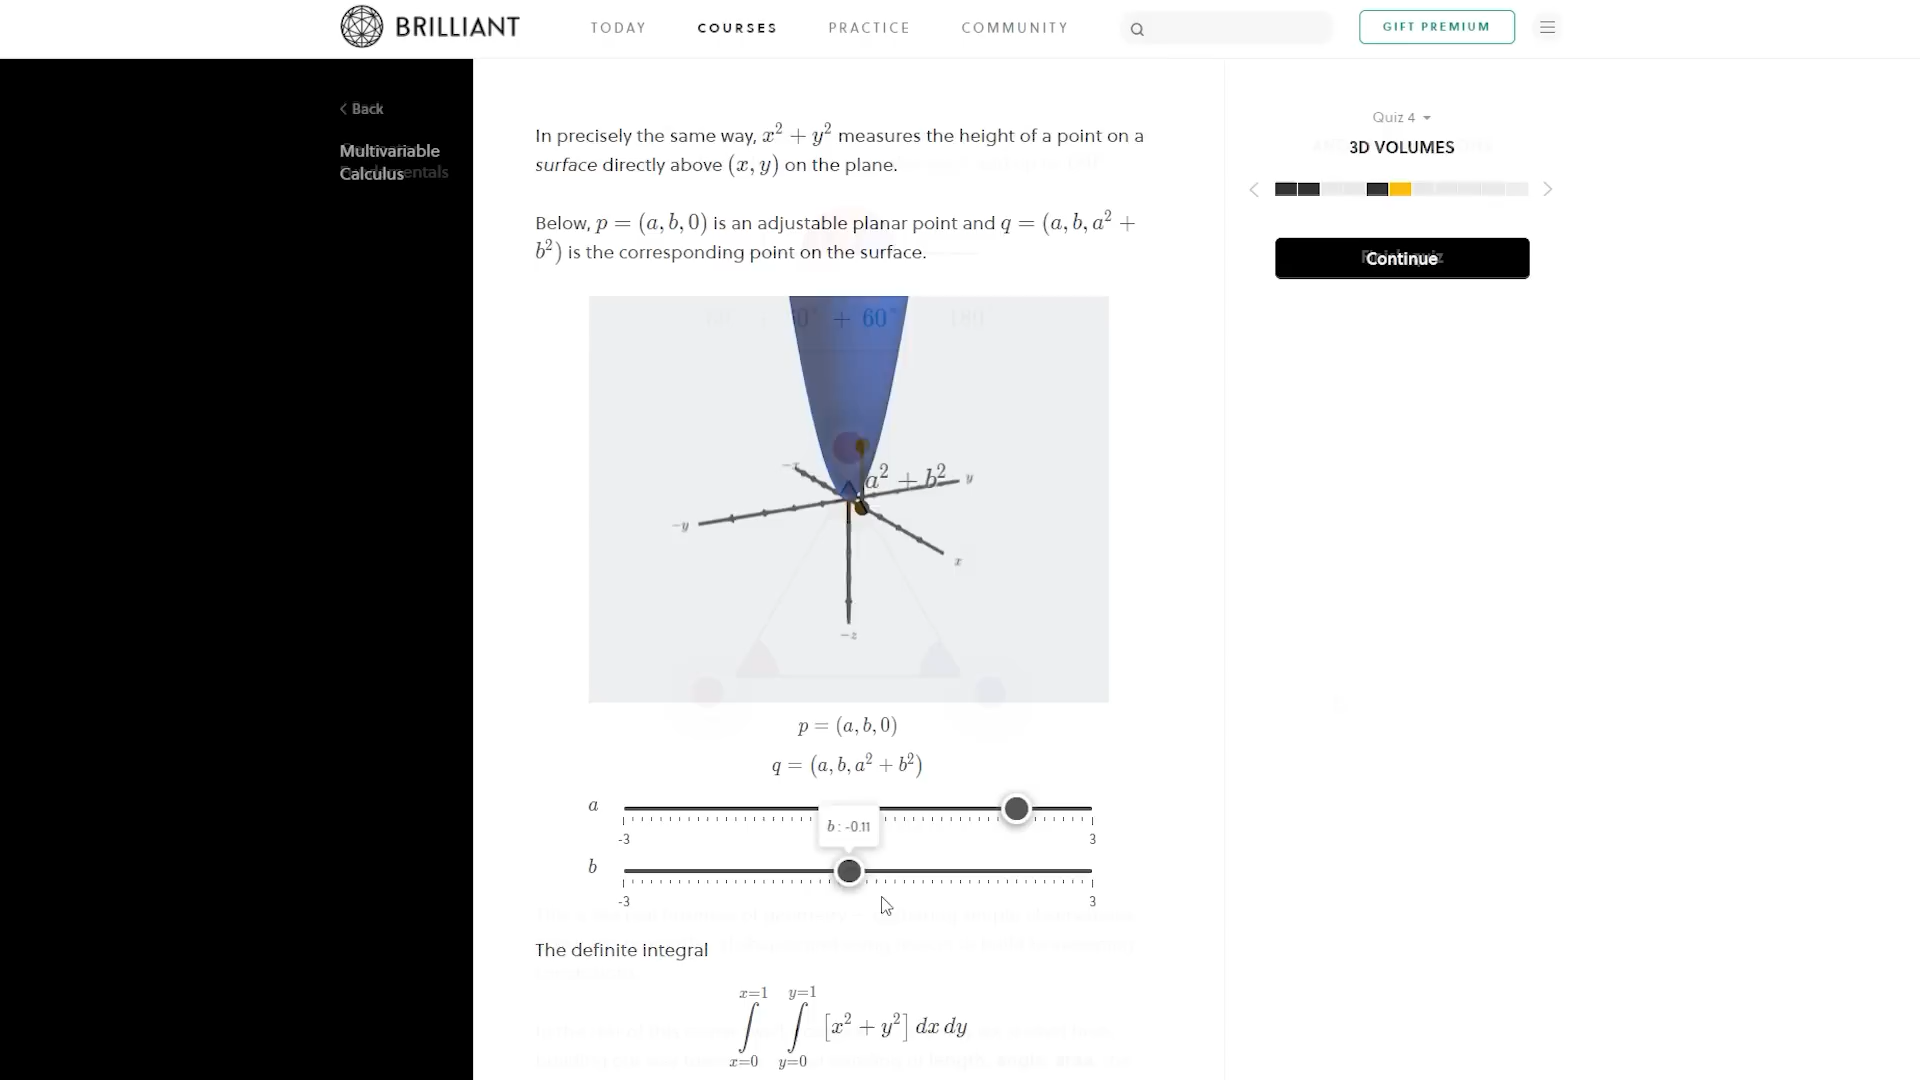 BRILLIANT
TODAY
COURSES
PRACTICE
COMMUNITY
GIFT PREMIUM
Back
Multivariable
Calculus
In precisely the same way, x² + y² measures the height of a point on a
surface directly above (x, y) on the plane.
Below, p = (a, b, 0) is an adjustable planar point and q = (a, b, a² +
b²) is the corresponding point on the surface.
+ 60°
180
-x
a² + b²
y
-y
x
-z
p = (a, b, 0)
q = (a, b, a² + b²)
a
-3
3
b : -0.11
b
-3
3
The definite integral
x=1 y=1
∫ ∫ [x² + y²] dx dy
x=0 y=0
Quiz 4
3D VOLUMES
Continue